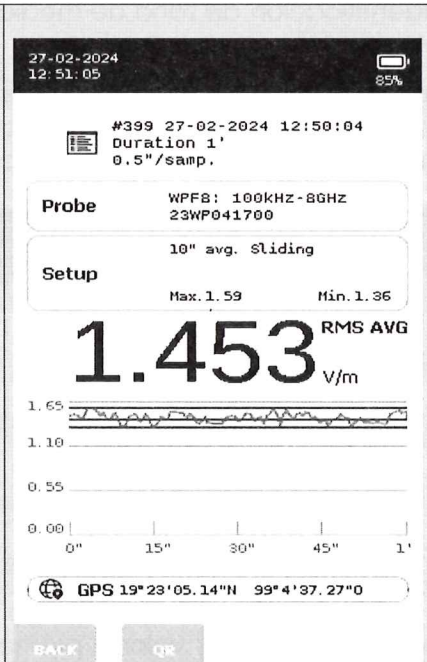 27-02-2024
12:51:05
85%
#399 27-02-2024 12:50:04
Duration 1'
0.5"/samp.
Probe
WPF8: 100kHz-8GHz
23WP041700
Setup
10" avg. Sliding
Max.1.59 Min.1.36
1.453 RMS AVG
V/m
1.65
1.10
0.55
0.00
0" 15" 30" 45" 1'
GPS 19°23'05.14"N 99°4'37.27"O
BACK QR